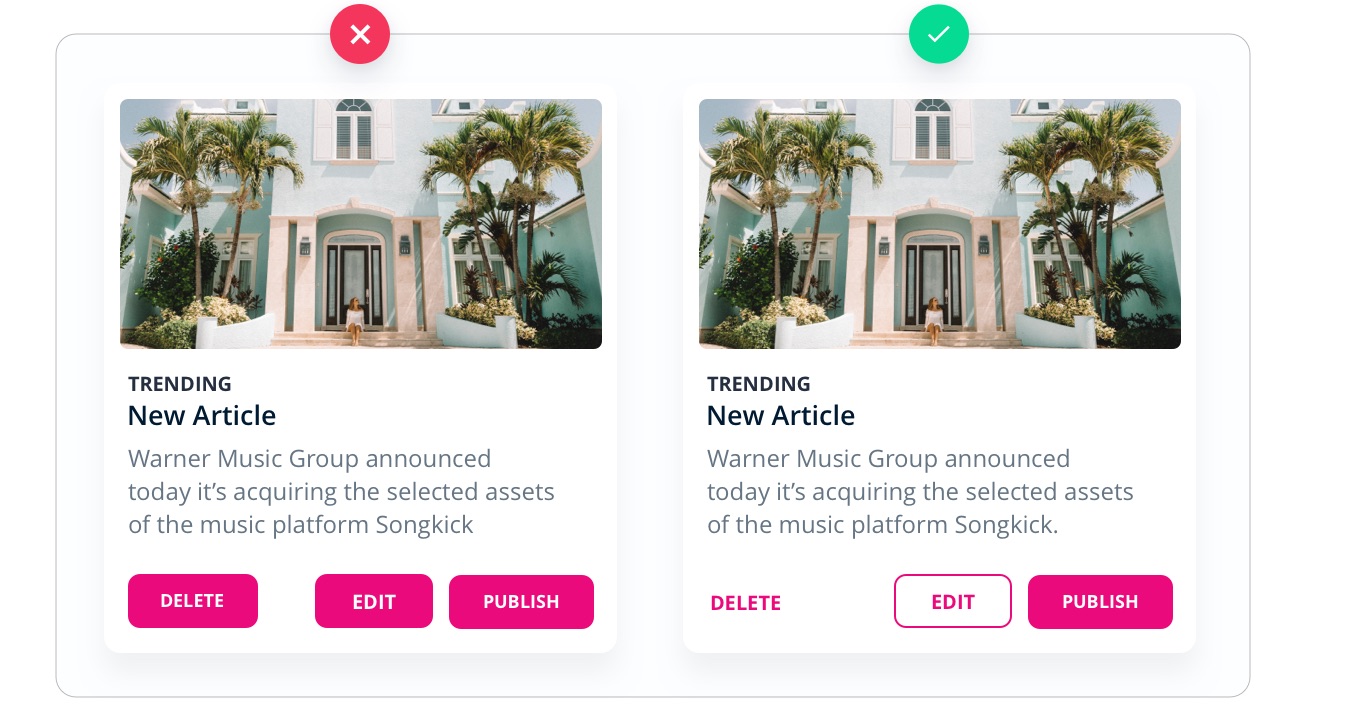 TRENDING
New Article
Warner Music Group announced
today it’s acquiring the selected assets
of the music platform Songkick
DELETE EDIT PUBLISH
TRENDING
New Article
Warner Music Group announced
today it’s acquiring the selected assets
of the music platform Songkick.
DELETE EDIT PUBLISH